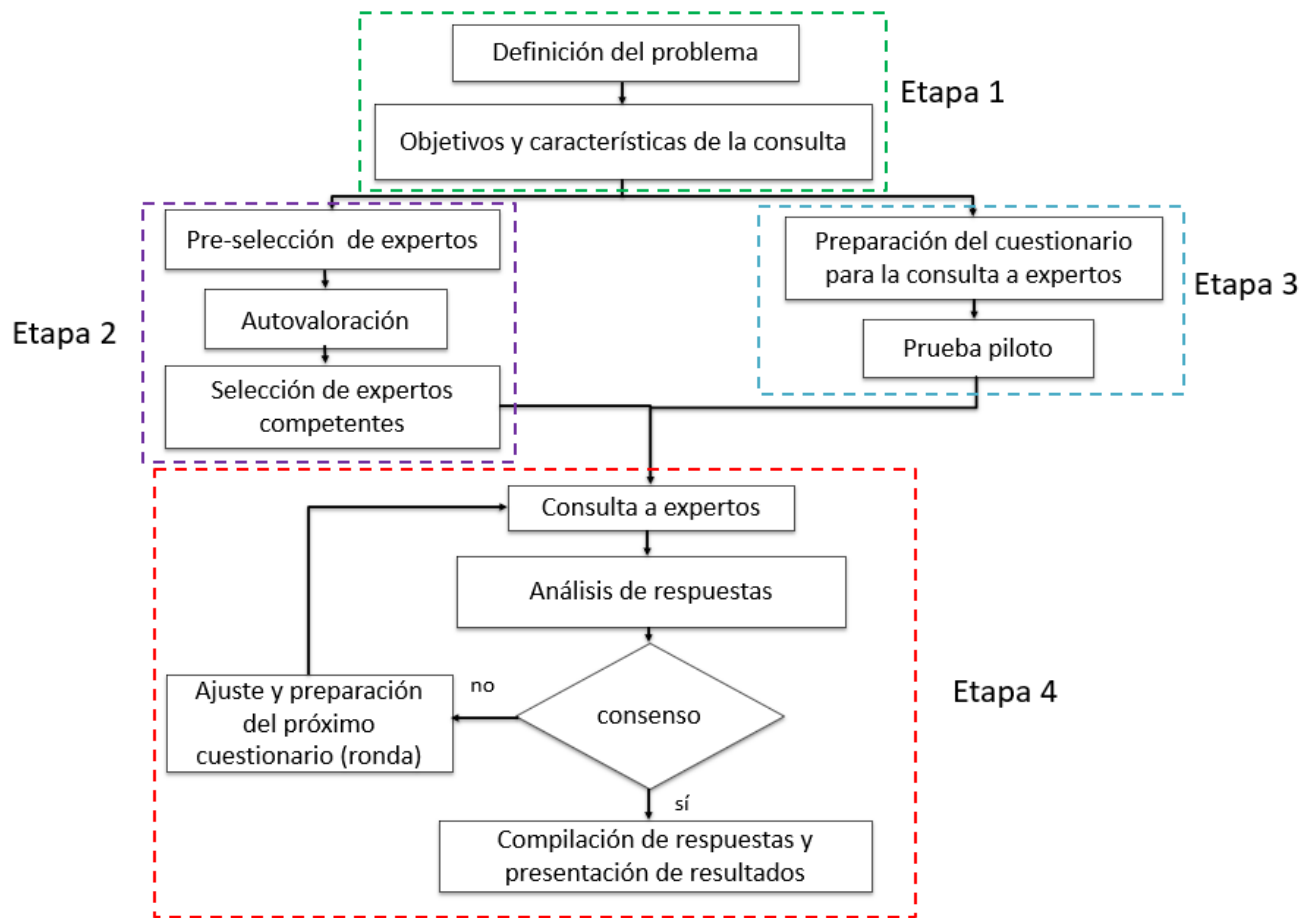 Definición del problema
Etapa 1
Objetivos y características de la consulta
Pre-selección de expertos
Autovaloración
Etapa 2
Selección de expertos
competentes
Preparación del cuestionario
para la consulta a expertos
Etapa 3
Prueba piloto
Consulta a expertos
Análisis de respuestas
Etapa 4
consenso
no
Ajuste y preparación
del próximo
cuestionario (ronda)
sí
Compilación de respuestas y
presentación de resultados